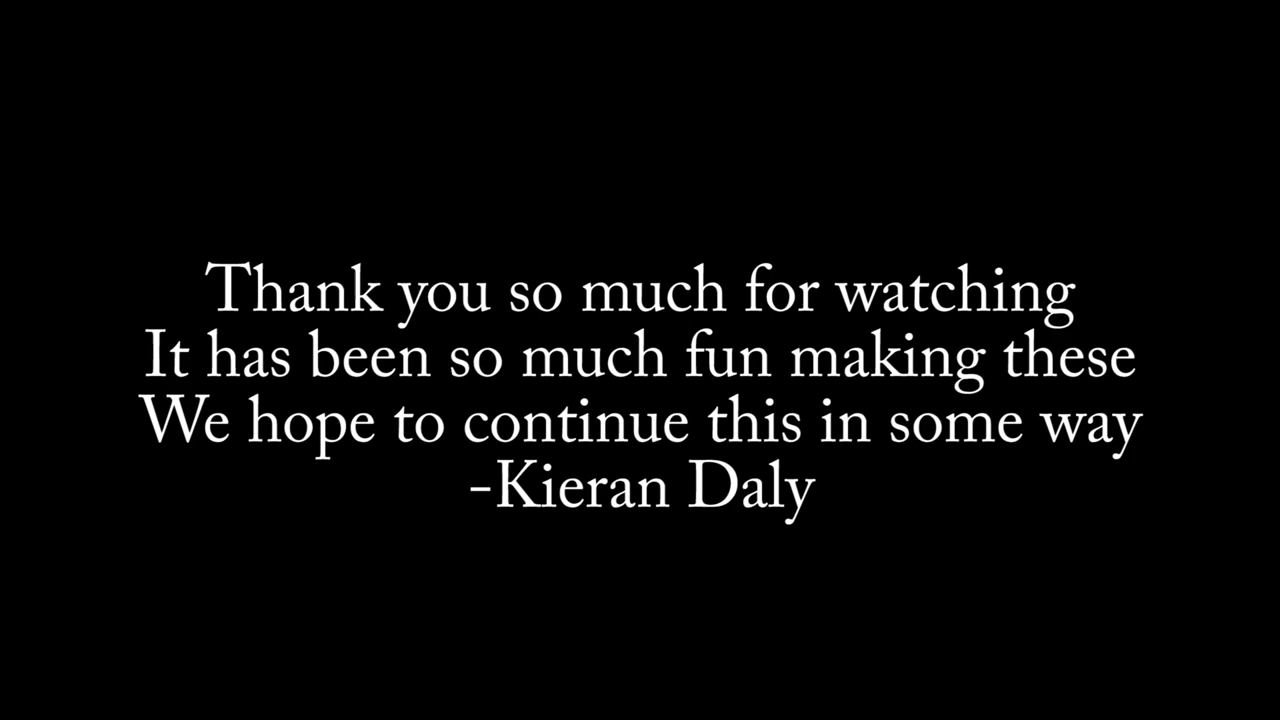 Thank you so much for watching
It has been so much fun making these
We hope to continue this in some way
-Kieran Daly